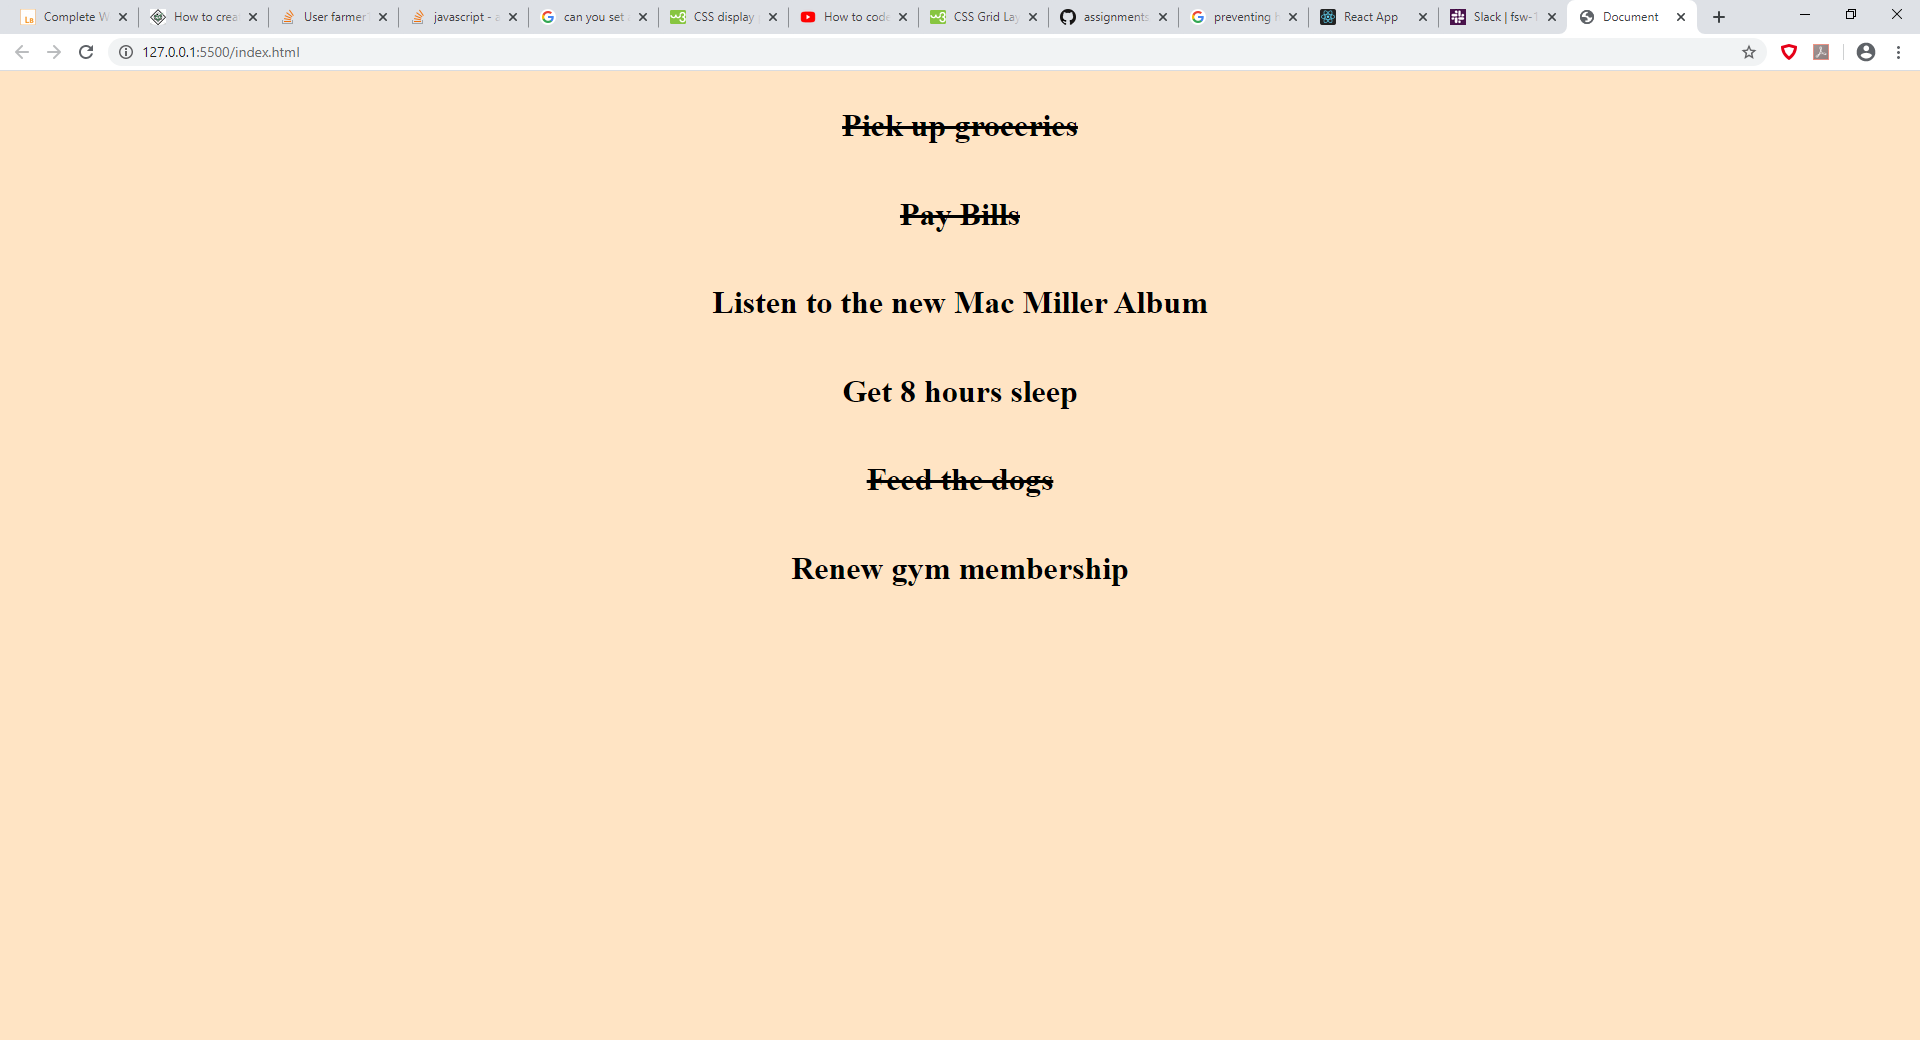 Complete W
How to crea
User farmer
javascript - a
can you set
CSS display
How to code
CSS Grid Lay
assignments
preventing
React App
Slack | fsw-1
Document
127.0.0.1:5500/index.html
Pick up groceries
Pay Bills
Listen to the new Mac Miller Album
Get 8 hours sleep
Feed the dogs
Renew gym membership